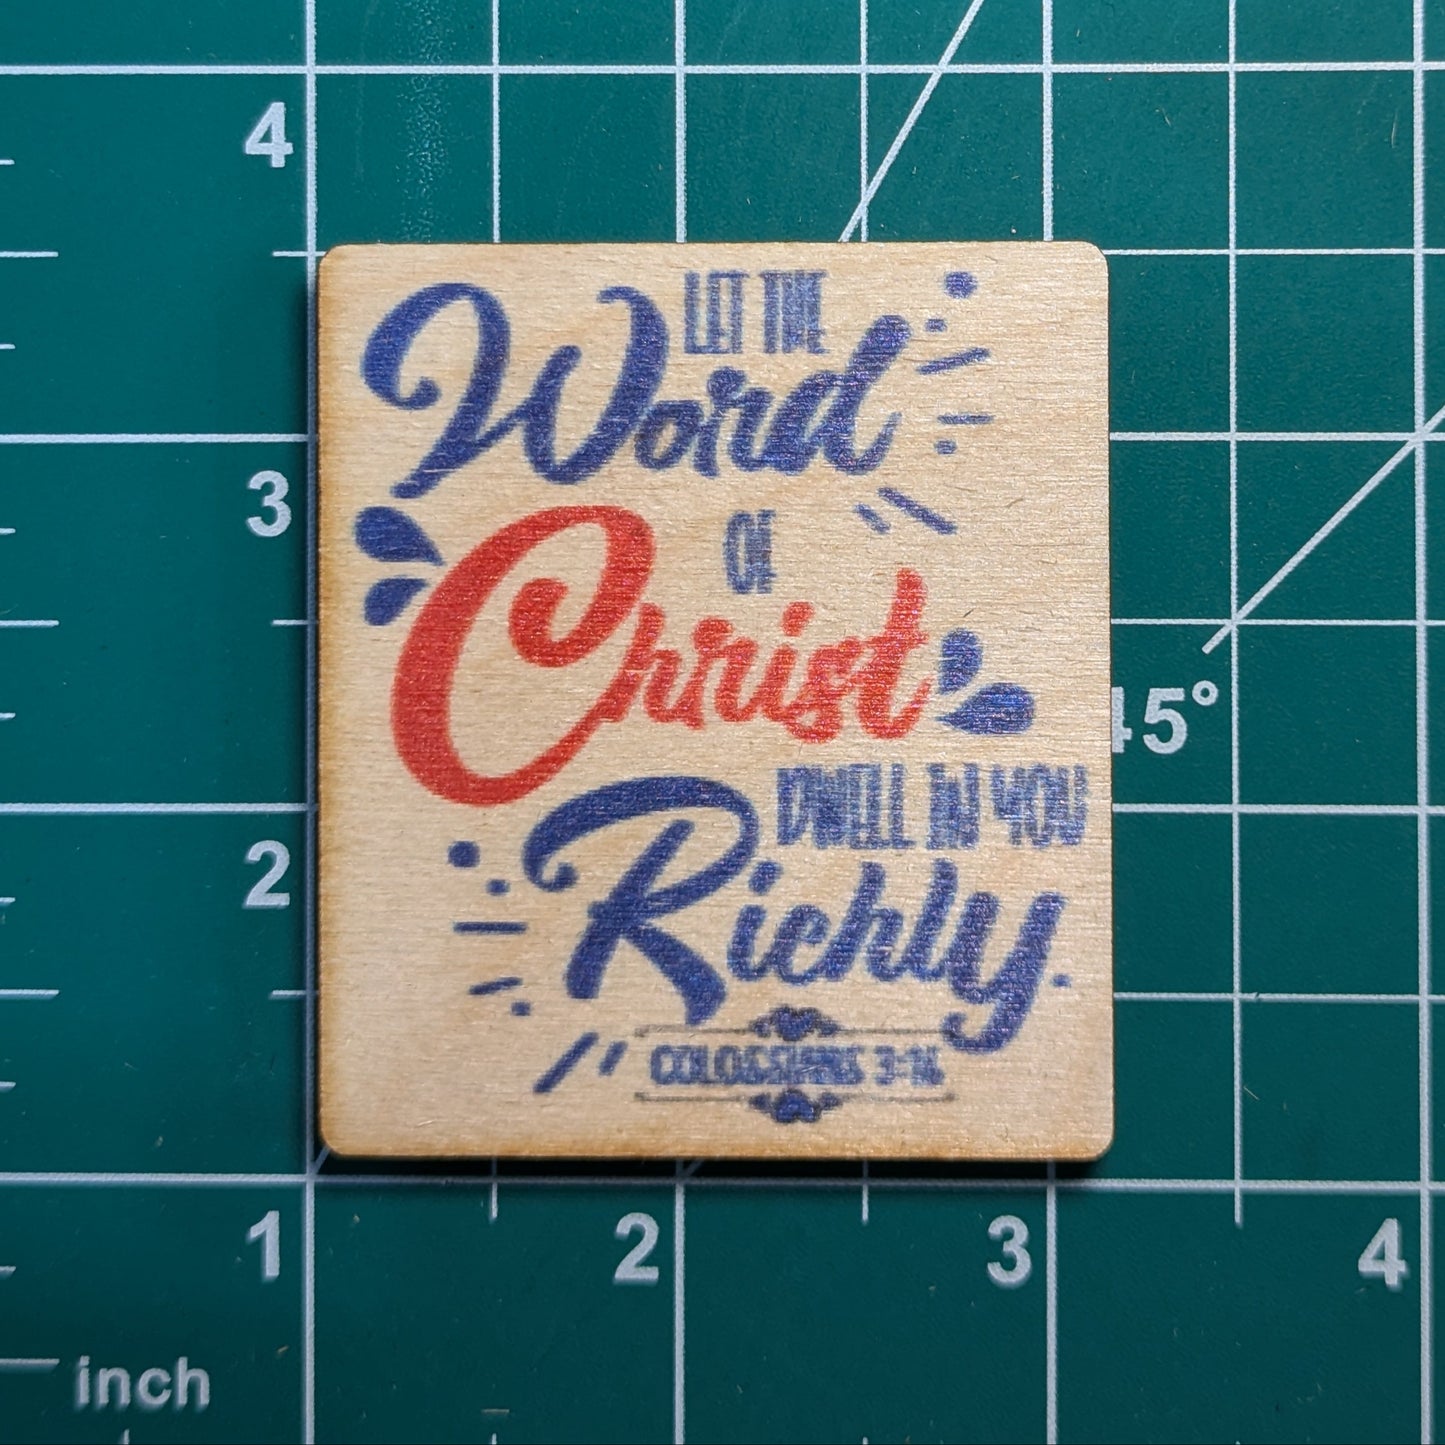 4
LET THE
Word
3
OF
Christ
45°
DWELL IN YOU
2
Richly.
COLOSSIANS 3:16
1 2 3 4
inch